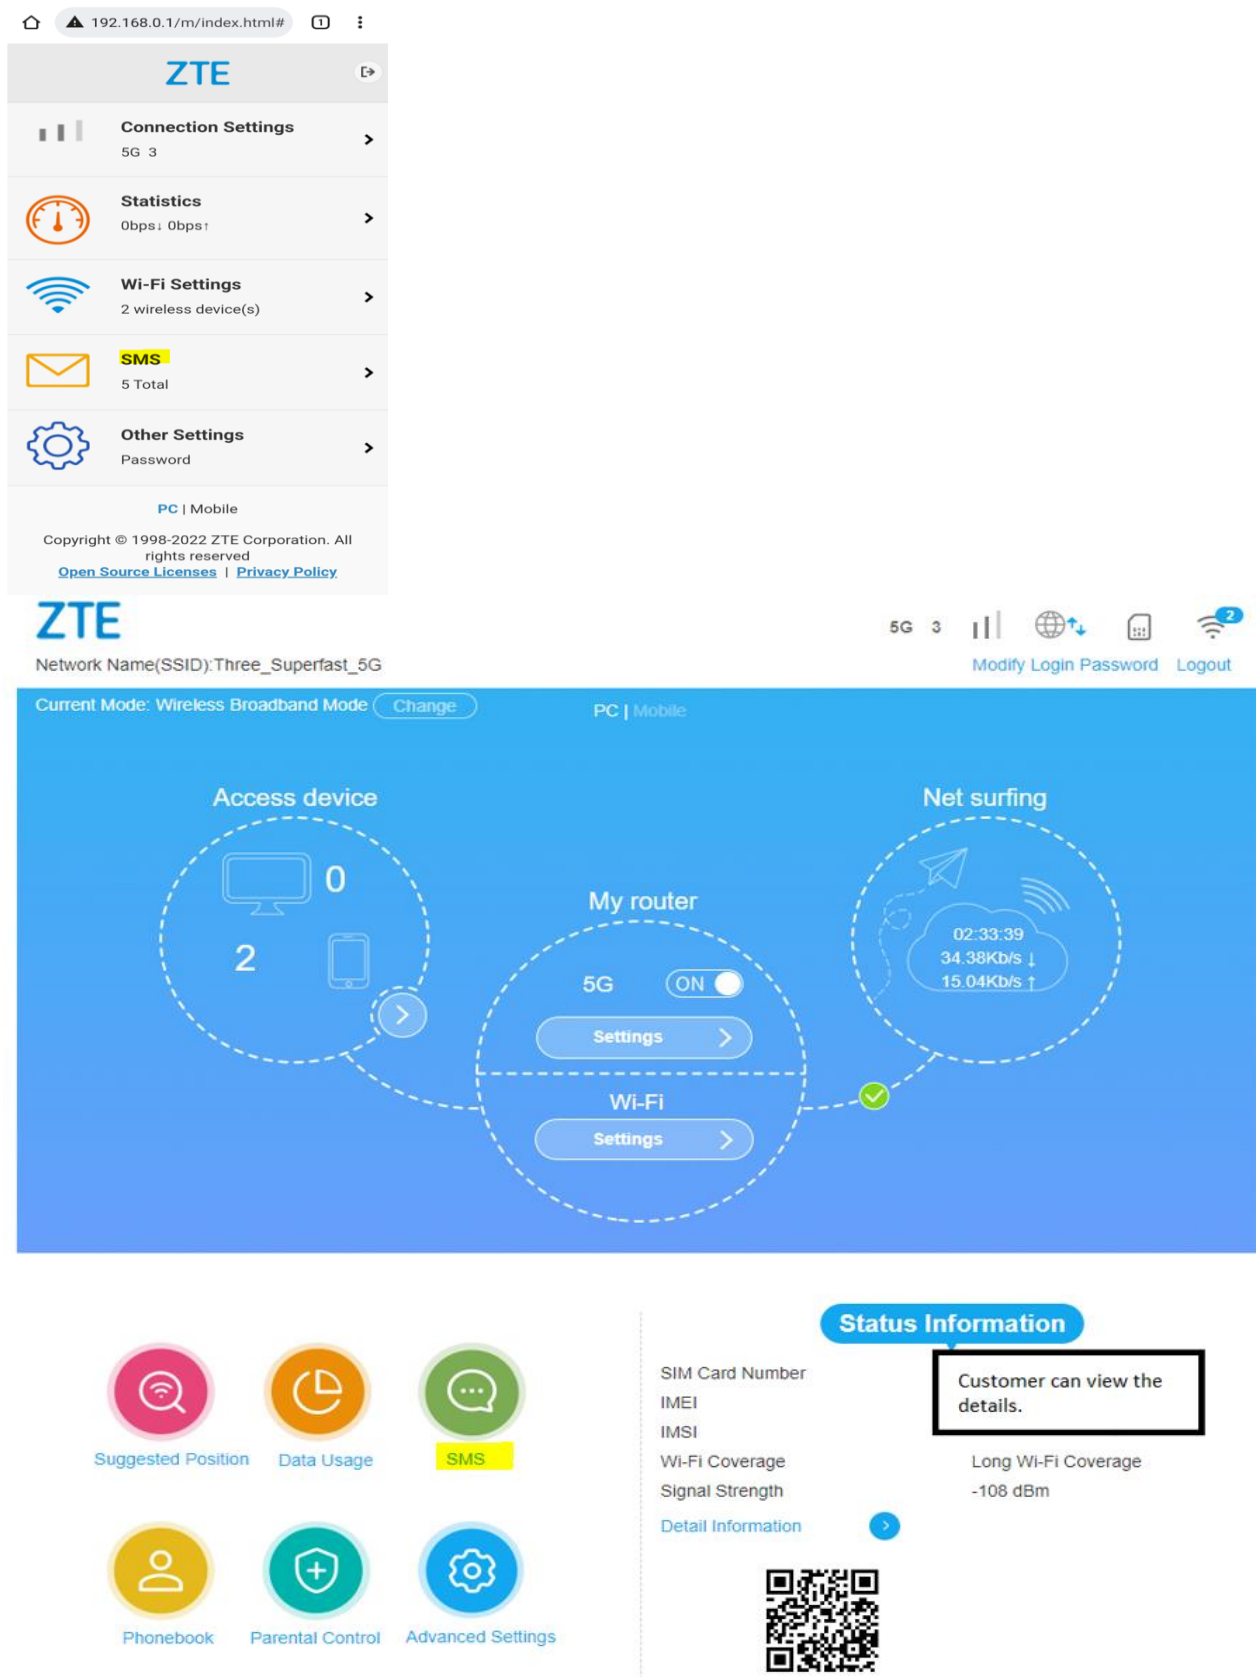 192.168.0.1/m/index.html#
1
ZTE
Connection Settings
5G 3
Statistics
0bps↓ 0bps↑
Wi-Fi Settings
2 wireless device(s)
SMS
5 Total
Other Settings
Password
PC | Mobile
Copyright © 1998-2022 ZTE Corporation. All
rights reserved
Open Source Licenses | Privacy Policy
ZTE
5G 3
2
Network Name(SSID):Three_Superfast_5G
Modify Login Password Logout
Current Mode: Wireless Broadband Mode Change
PC | Mobile
Access device
0
2
My router
5G ON
Settings
Wi-Fi
Settings
Net surfing
02:33:39
34.38Kb/s ↓
15.04Kb/s ↑
Suggested Position
Data Usage
SMS
Phonebook
Parental Control
Advanced Settings
Status Information
SIM Card Number
IMEI
IMSI
Customer can view the
details.
Wi-Fi Coverage Long Wi-Fi Coverage
Signal Strength -108 dBm
Detail Information